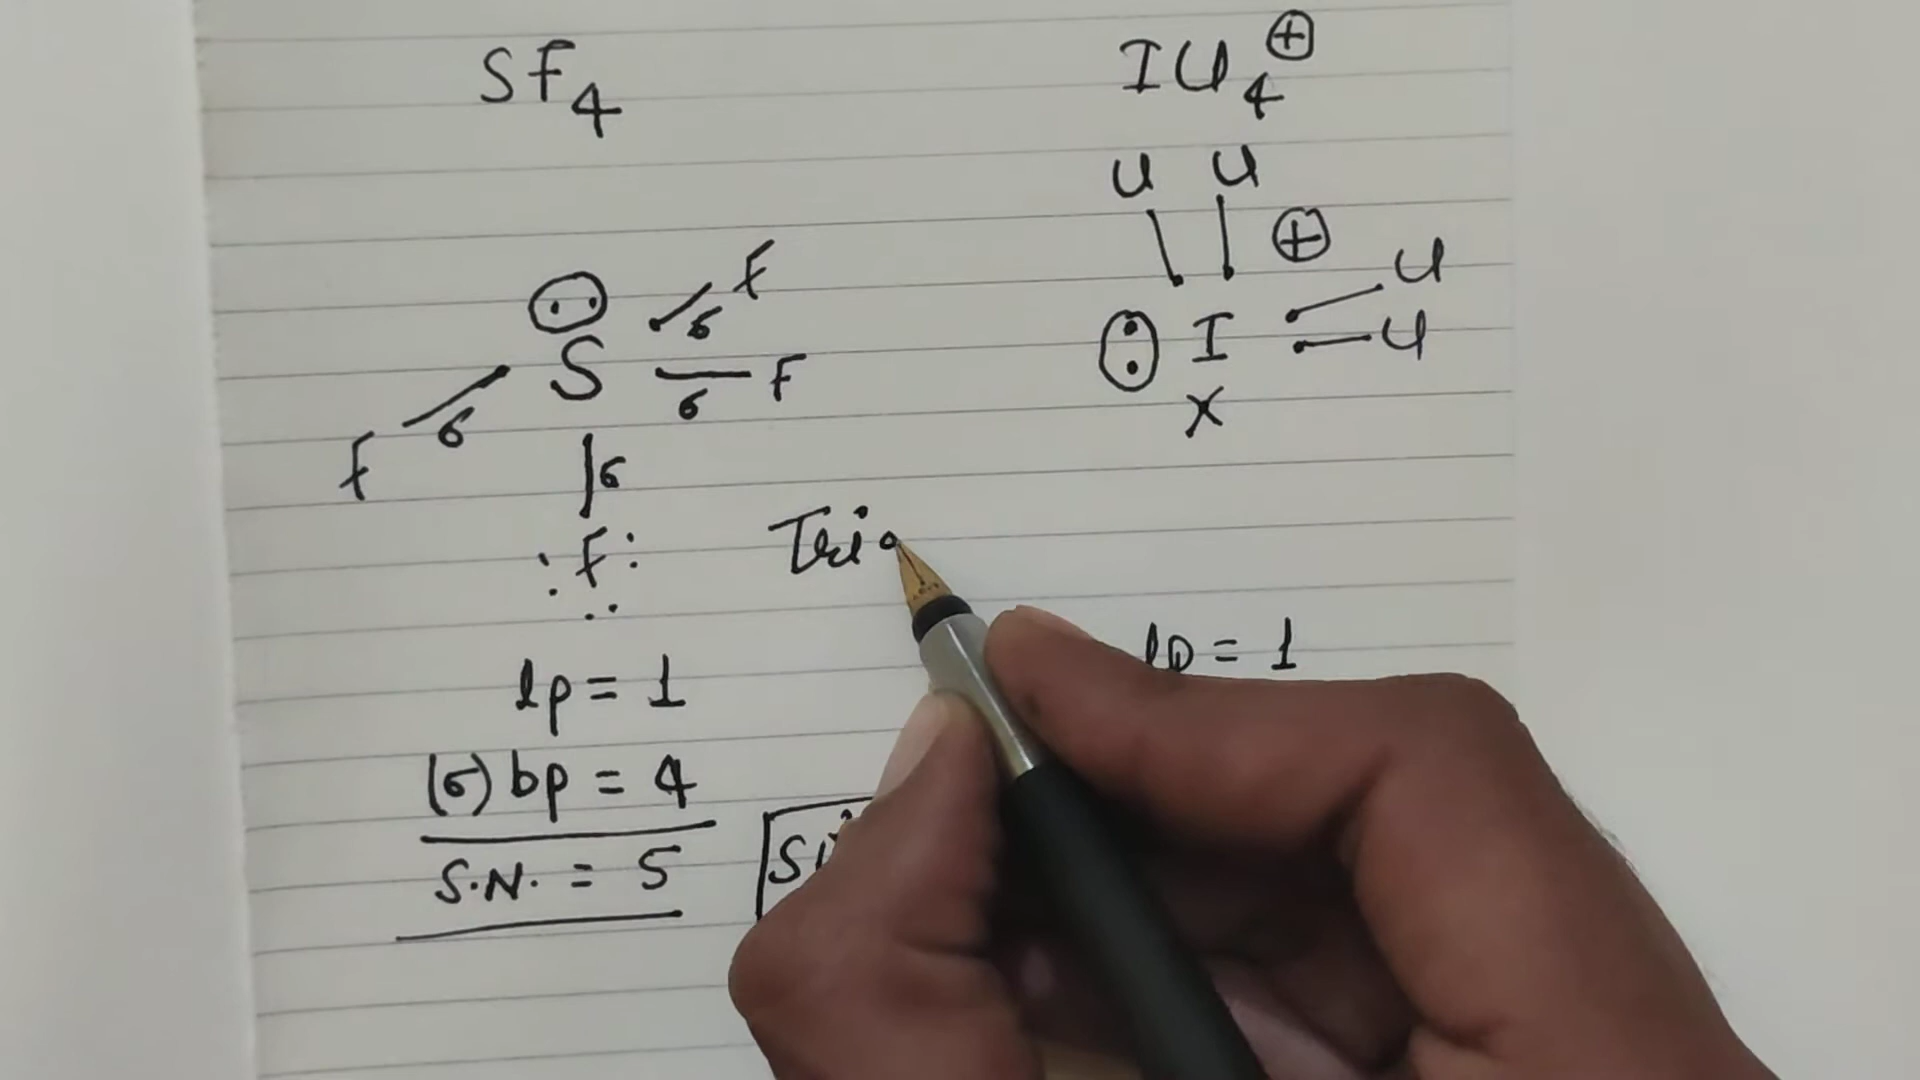 SF4
ICl4 ⊕
Cl Cl
⊕
F
Cl
S
σ
I
Cl
F
σ
σ
X
F
σ
F
Tri
lp = 1
lp = 1
(σ) bp = 4
S.N. = 5